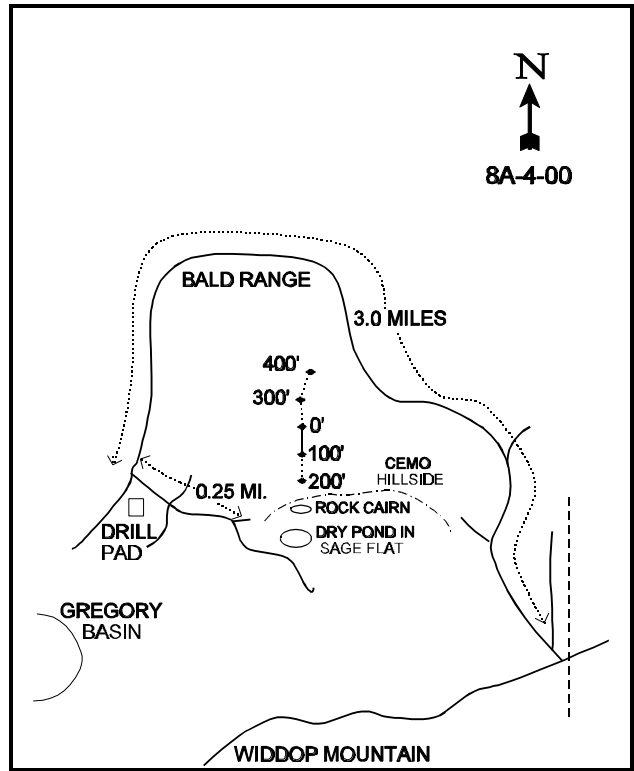 N
8A-4-00
BALD RANGE
3.0 MILES
400'
300'
0'
100'
200'
CEMO
HILLSIDE
0.25 MI.
ROCK CAIRN
DRILL
PAD
DRY POND IN
SAGE FLAT
GREGORY
BASIN
WIDDOP MOUNTAIN